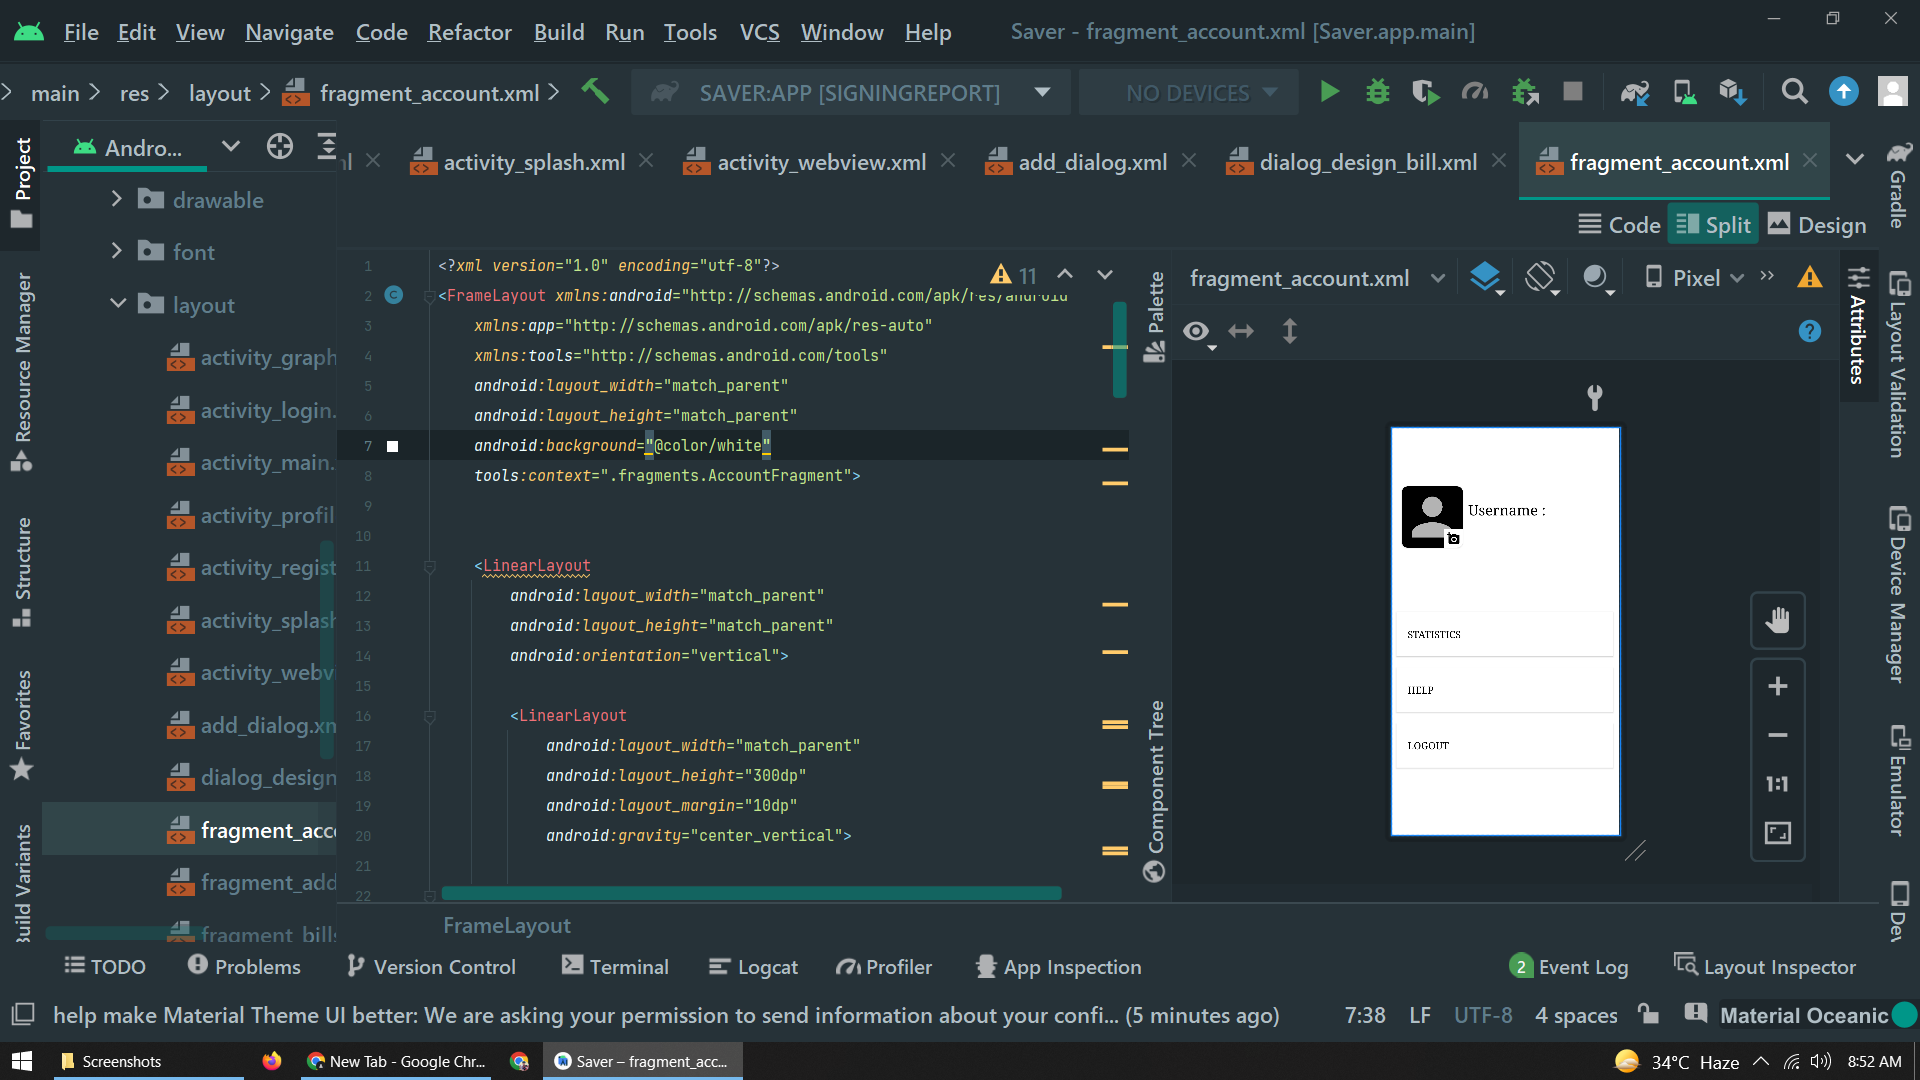 File Edit View Navigate Code Refactor Build Run Tools VCS Window Help Saver - fragment_account.xml [Saver.app.main]
main res layout fragment_account.xml SAVER:APP [SIGNINGREPORT] NO DEVICES
Andro...
activity_splash.xml activity_webview.xml add_dialog.xml dialog_design_bill.xml fragment_account.xml
Code Split Design
Project
Resource Manager
Structure
Favorites
Build Variants
drawable
font
layout
activity_graph
activity_login.
activity_main.
activity_profil
activity_regist
activity_splash
activity_webv
add_dialog.xm
dialog_design
fragment_acc
fragment_add
fragment_bills
11
1 <?xml version="1.0" encoding="utf-8"?>
2 <FrameLayout xmlns:android="http://schemas.android.com/apk/res/android
3 xmlns:app="http://schemas.android.com/apk/res-auto"
4 xmlns:tools="http://schemas.android.com/tools"
5 android:layout_width="match_parent"
6 android:layout_height="match_parent"
7 android:background="@color/white"
8 tools:context=".fragments.AccountFragment">
9
10
11 <LinearLayout
12 android:layout_width="match_parent"
13 android:layout_height="match_parent"
14 android:orientation="vertical">
15
16 <LinearLayout
17 android:layout_width="match_parent"
18 android:layout_height="300dp"
19 android:layout_margin="10dp"
20 android:gravity="center_vertical">
21
22
FrameLayout
Palette
Component Tree
fragment_account.xml Pixel
Username :
STATISTICS
HELP
LOGOUT
1:1
Attributes
Gradle
Layout Validation
Device Manager
Emulator
Dev
TODO Problems Version Control Terminal Logcat Profiler App Inspection 2 Event Log Layout Inspector
help make Material Theme UI better: We are asking your permission to send information about your confi... (5 minutes ago) 7:38 LF UTF-8 4 spaces Material Oceanic
Screenshots New Tab - Google Chr... Saver – fragment_acc... 34°C Haze 8:52 AM